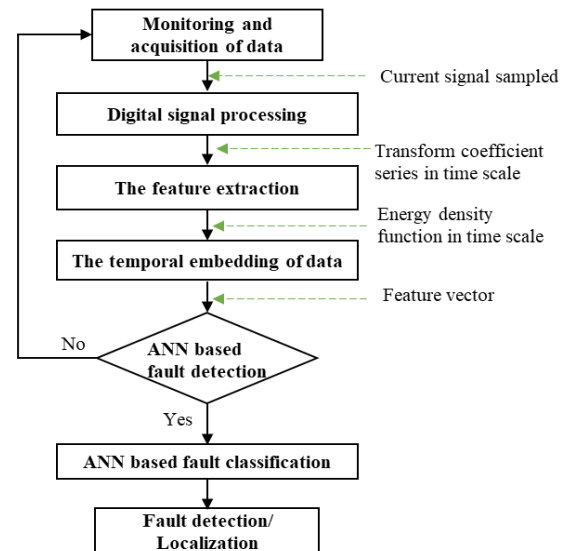 Monitoring and
acquisition of data
Current signal sampled
Digital signal processing
Transform coefficient
series in time scale
The feature extraction
Energy density
function in time scale
The temporal embedding of data
Feature vector
No
ANN based
fault detection
Yes
ANN based fault classification
Fault detection/
Localization